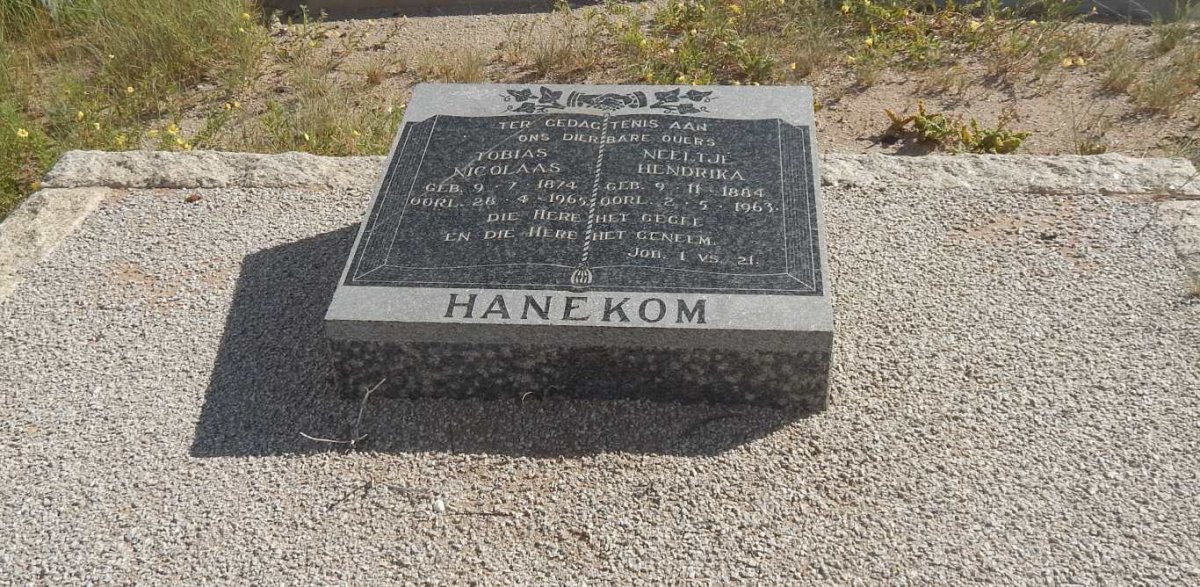 TER GEDAGTENIS AAN
ONS DIERBARE OUERS
TOBIAS NEELTJE
NICOLAAS HENDRIKA
GEB. 9 - 7 - 1874 GEB. 9 - 11 - 1884
OORL. 28 - 4 - 1965 OORL. 2 - 5 - 1963
DIE HERE HET GEGEE
EN DIE HERE HET GENEEM.
JOB. 1 VS. 21.
HANEKOM